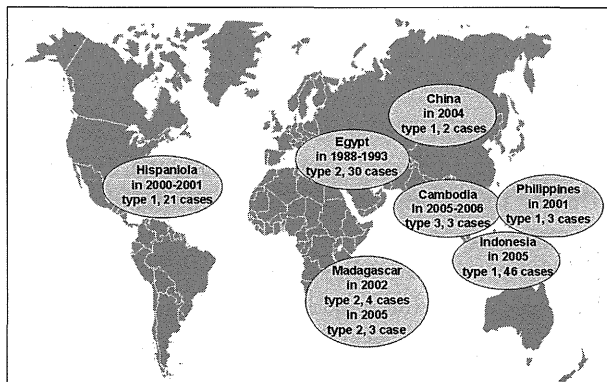 China
in 2004
type 1, 2 cases
Egypt
in 1988-1993
type 2, 30 cases
Hispaniola
in 2000-2001
type 1, 21 cases
Cambodia
in 2005-2006
type 3, 3 cases
Philippines
in 2001
type 1, 3 cases
Indonesia
in 2005
type 1, 46 cases
Madagascar
in 2002
type 2, 4 cases
in 2005
type 2, 3 case